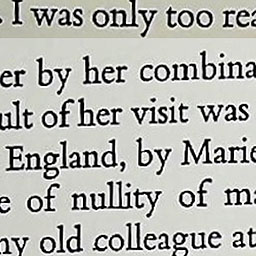 . I was only too rea
er by her combina
ult of her visit was
England, by Marie
e of nullity of ma
ny old colleague at